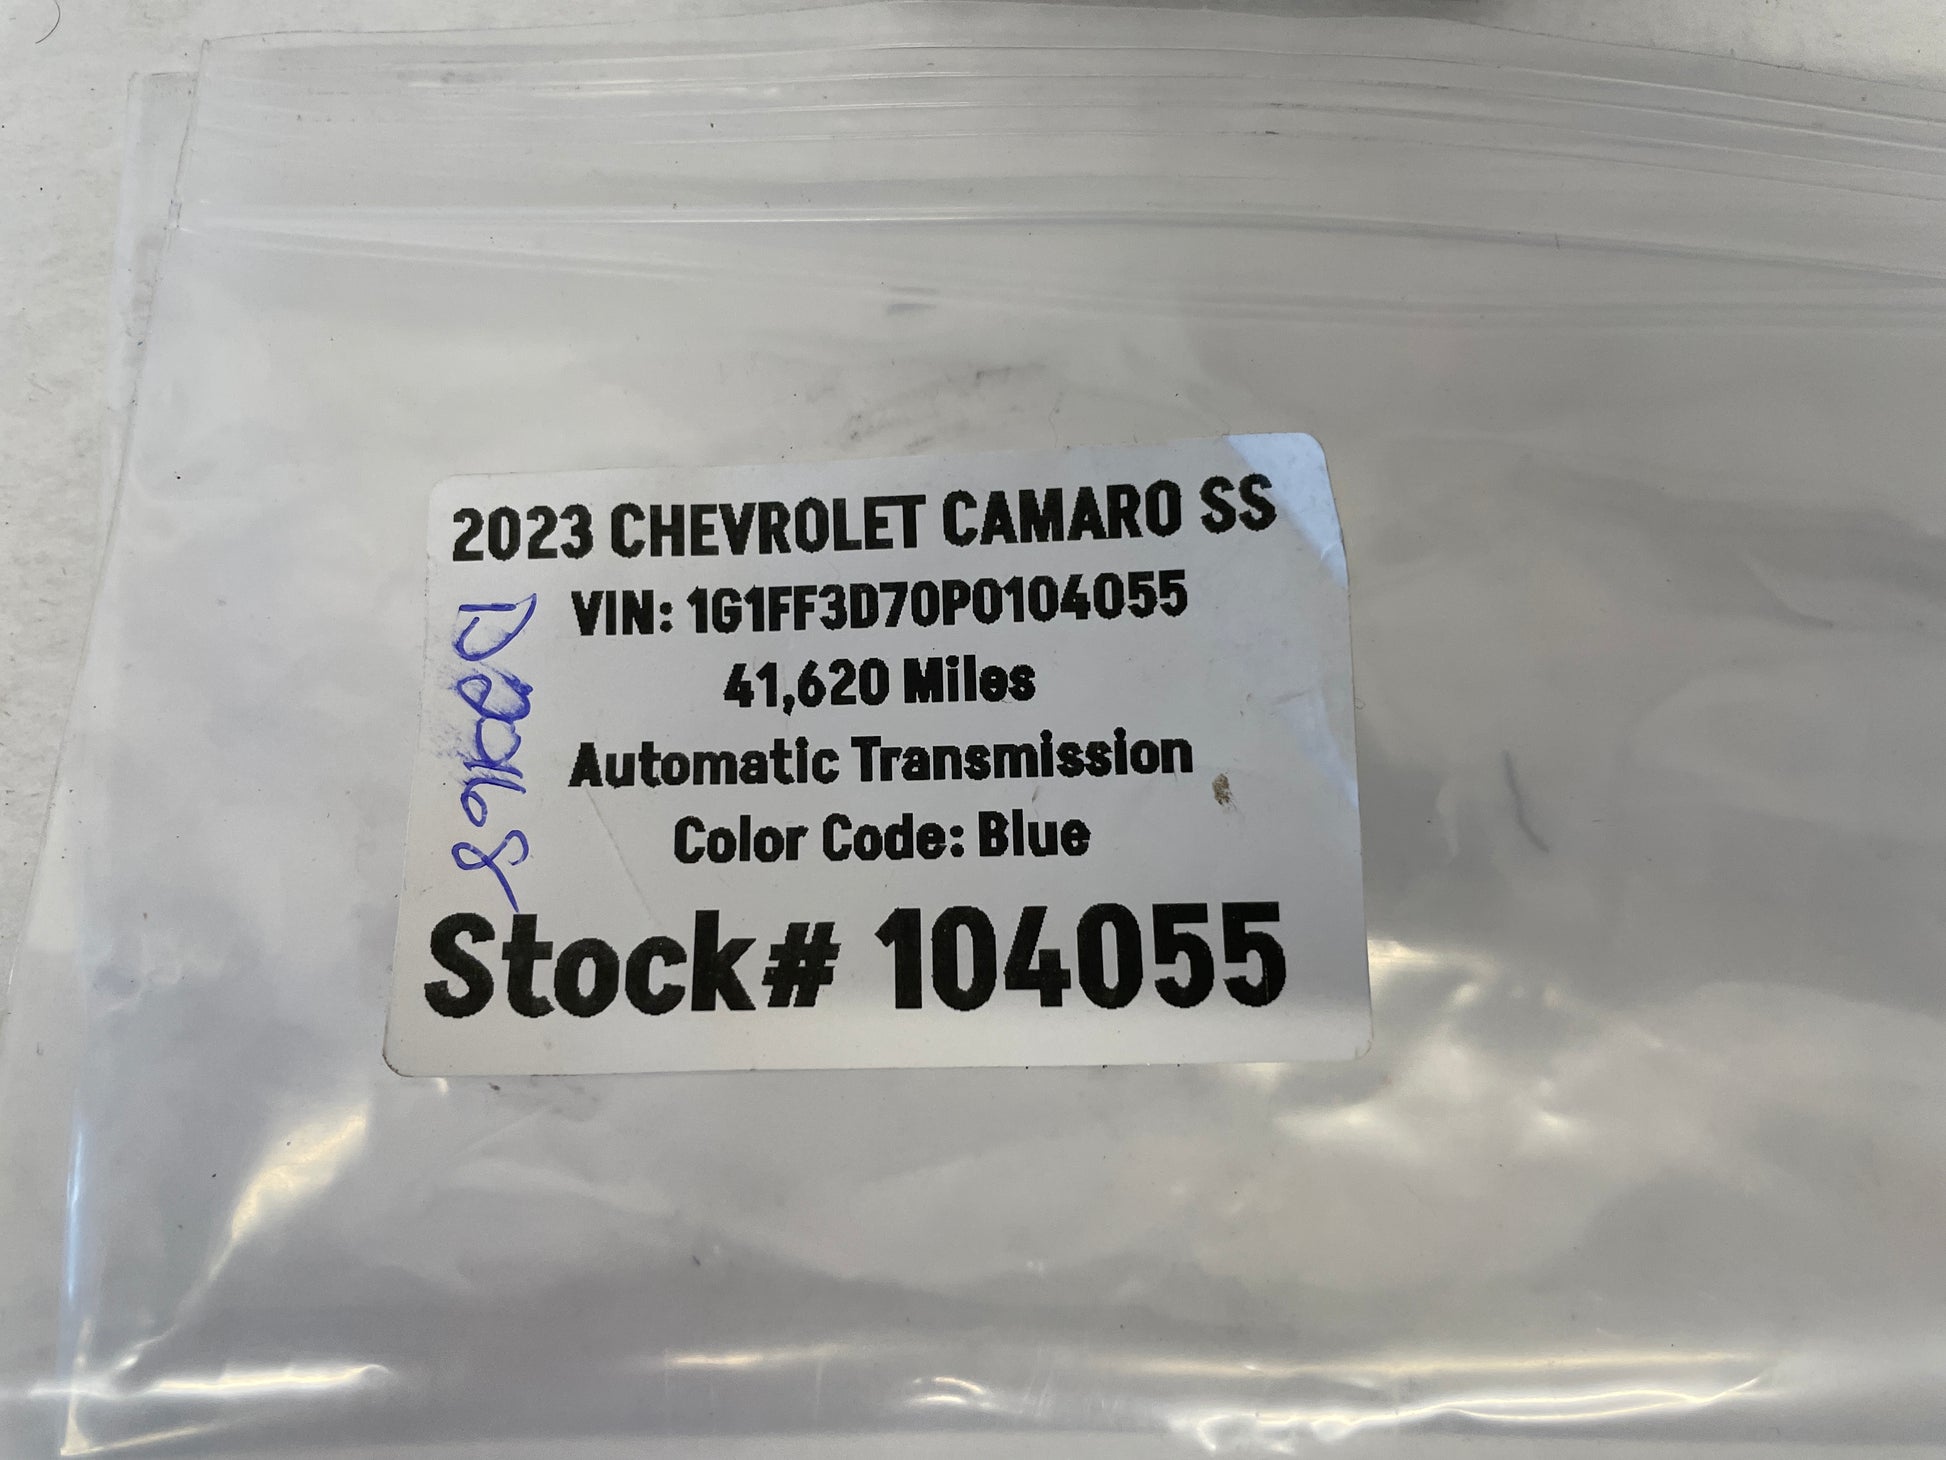 2023 CHEVROLET CAMARO SS
VIN: 1G1FF3D70P0104055
41,620 Miles
Automatic Transmission
Color Code: Blue
Stock# 104055